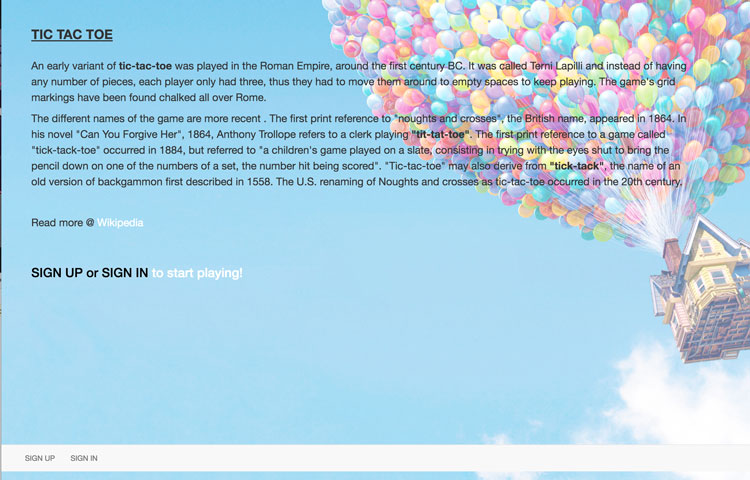 TIC TAC TOE
An early variant of tic-tac-toe was played in the Roman Empire, around the first century BC. It was called Terni Lapilli and instead of having
any number of pieces, each player only had three, thus they had to move them around to empty spaces to keep playing. The game's grid
markings have been found chalked all over Rome.
The different names of the game are more recent . The first print reference to "noughts and crosses", the British name, appeared in 1864. In
his novel "Can You Forgive Her", 1864, Anthony Trollope refers to a clerk playing "tit-tat-toe". The first print reference to a game called
"tick-tack-toe" occurred in 1884, but referred to "a children's game played on a slate, consisting in trying with the eyes shut to bring the
pencil down on one of the numbers of a set, the number hit being scored". "Tic-tac-toe" may also derive from "tick-tack", the name of an
old version of backgammon first described in 1558. The U.S. renaming of Noughts and crosses as tic-tac-toe occurred in the 20th century.
Read more @ Wikipedia
SIGN UP or SIGN IN to start playing!
SIGN UP SIGN IN